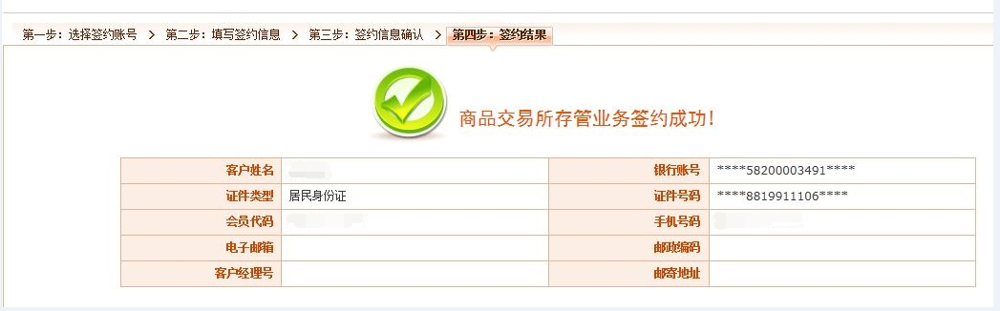 第一步：选择签约账号 > 第二步：填写签约信息 > 第三步：签约信息确认 > 第四步：签约结果
商品交易所存管业务签约成功！
客户姓名 银行账号 ****58200003491****
证件类型 居民身份证 证件号码 ****8819911106****
会员代码 手机号码
电子邮箱 邮政编码
客户经理号 邮寄地址